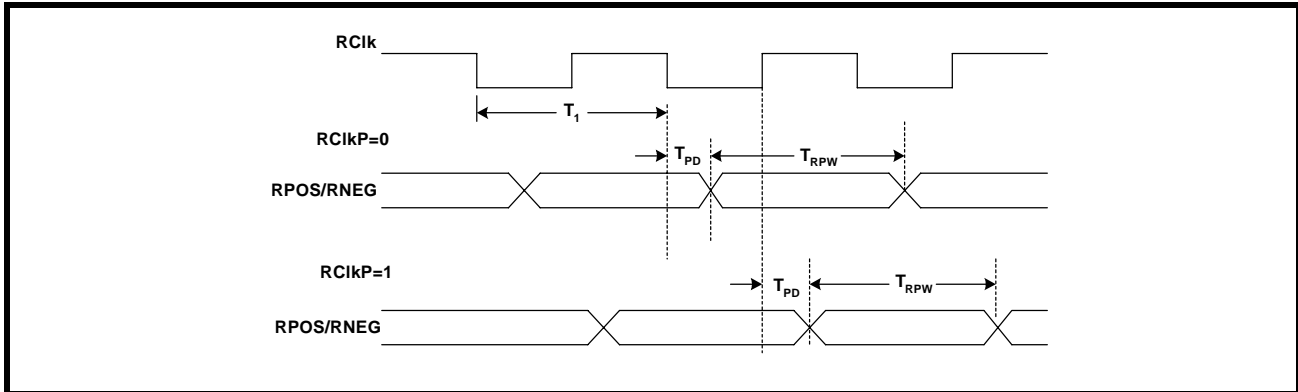 RClk
T1
RClkP=0
TPD TRPW
RPOS/RNEG
RClkP=1
TPD TRPW
RPOS/RNEG